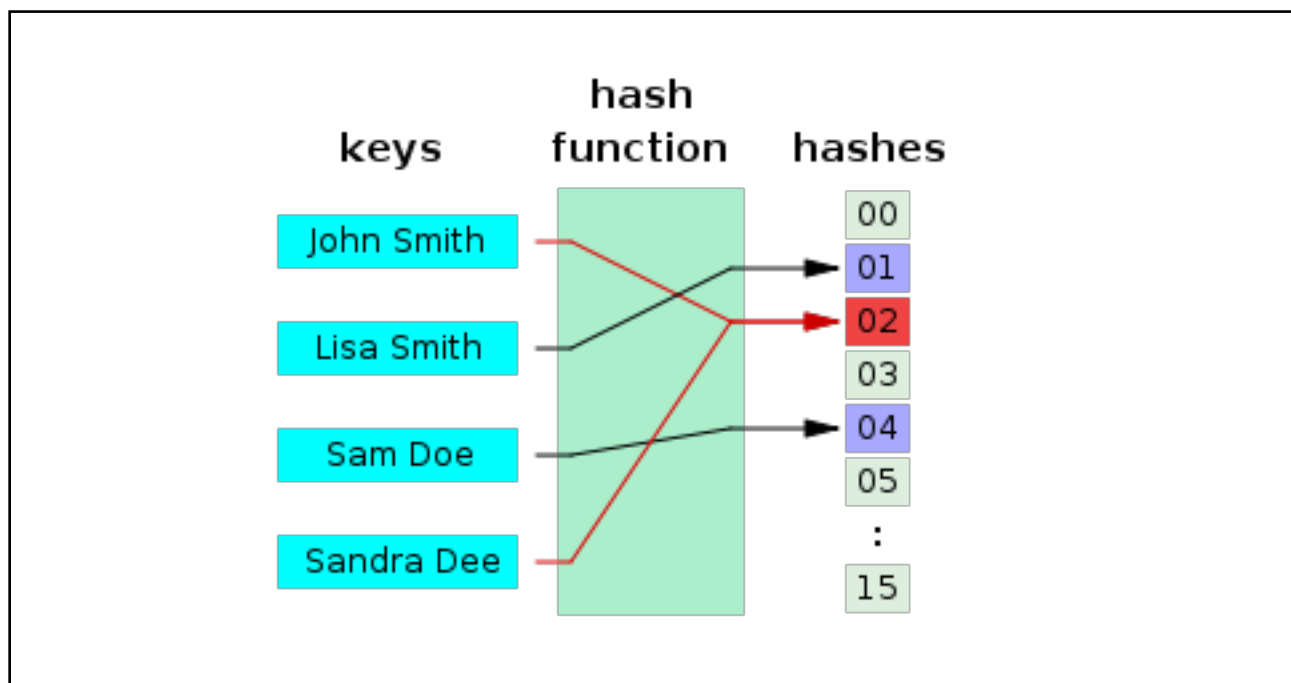 hash
keys function hashes
John Smith
Lisa Smith
Sam Doe
Sandra Dee
00
01
02
03
04
05
:
15